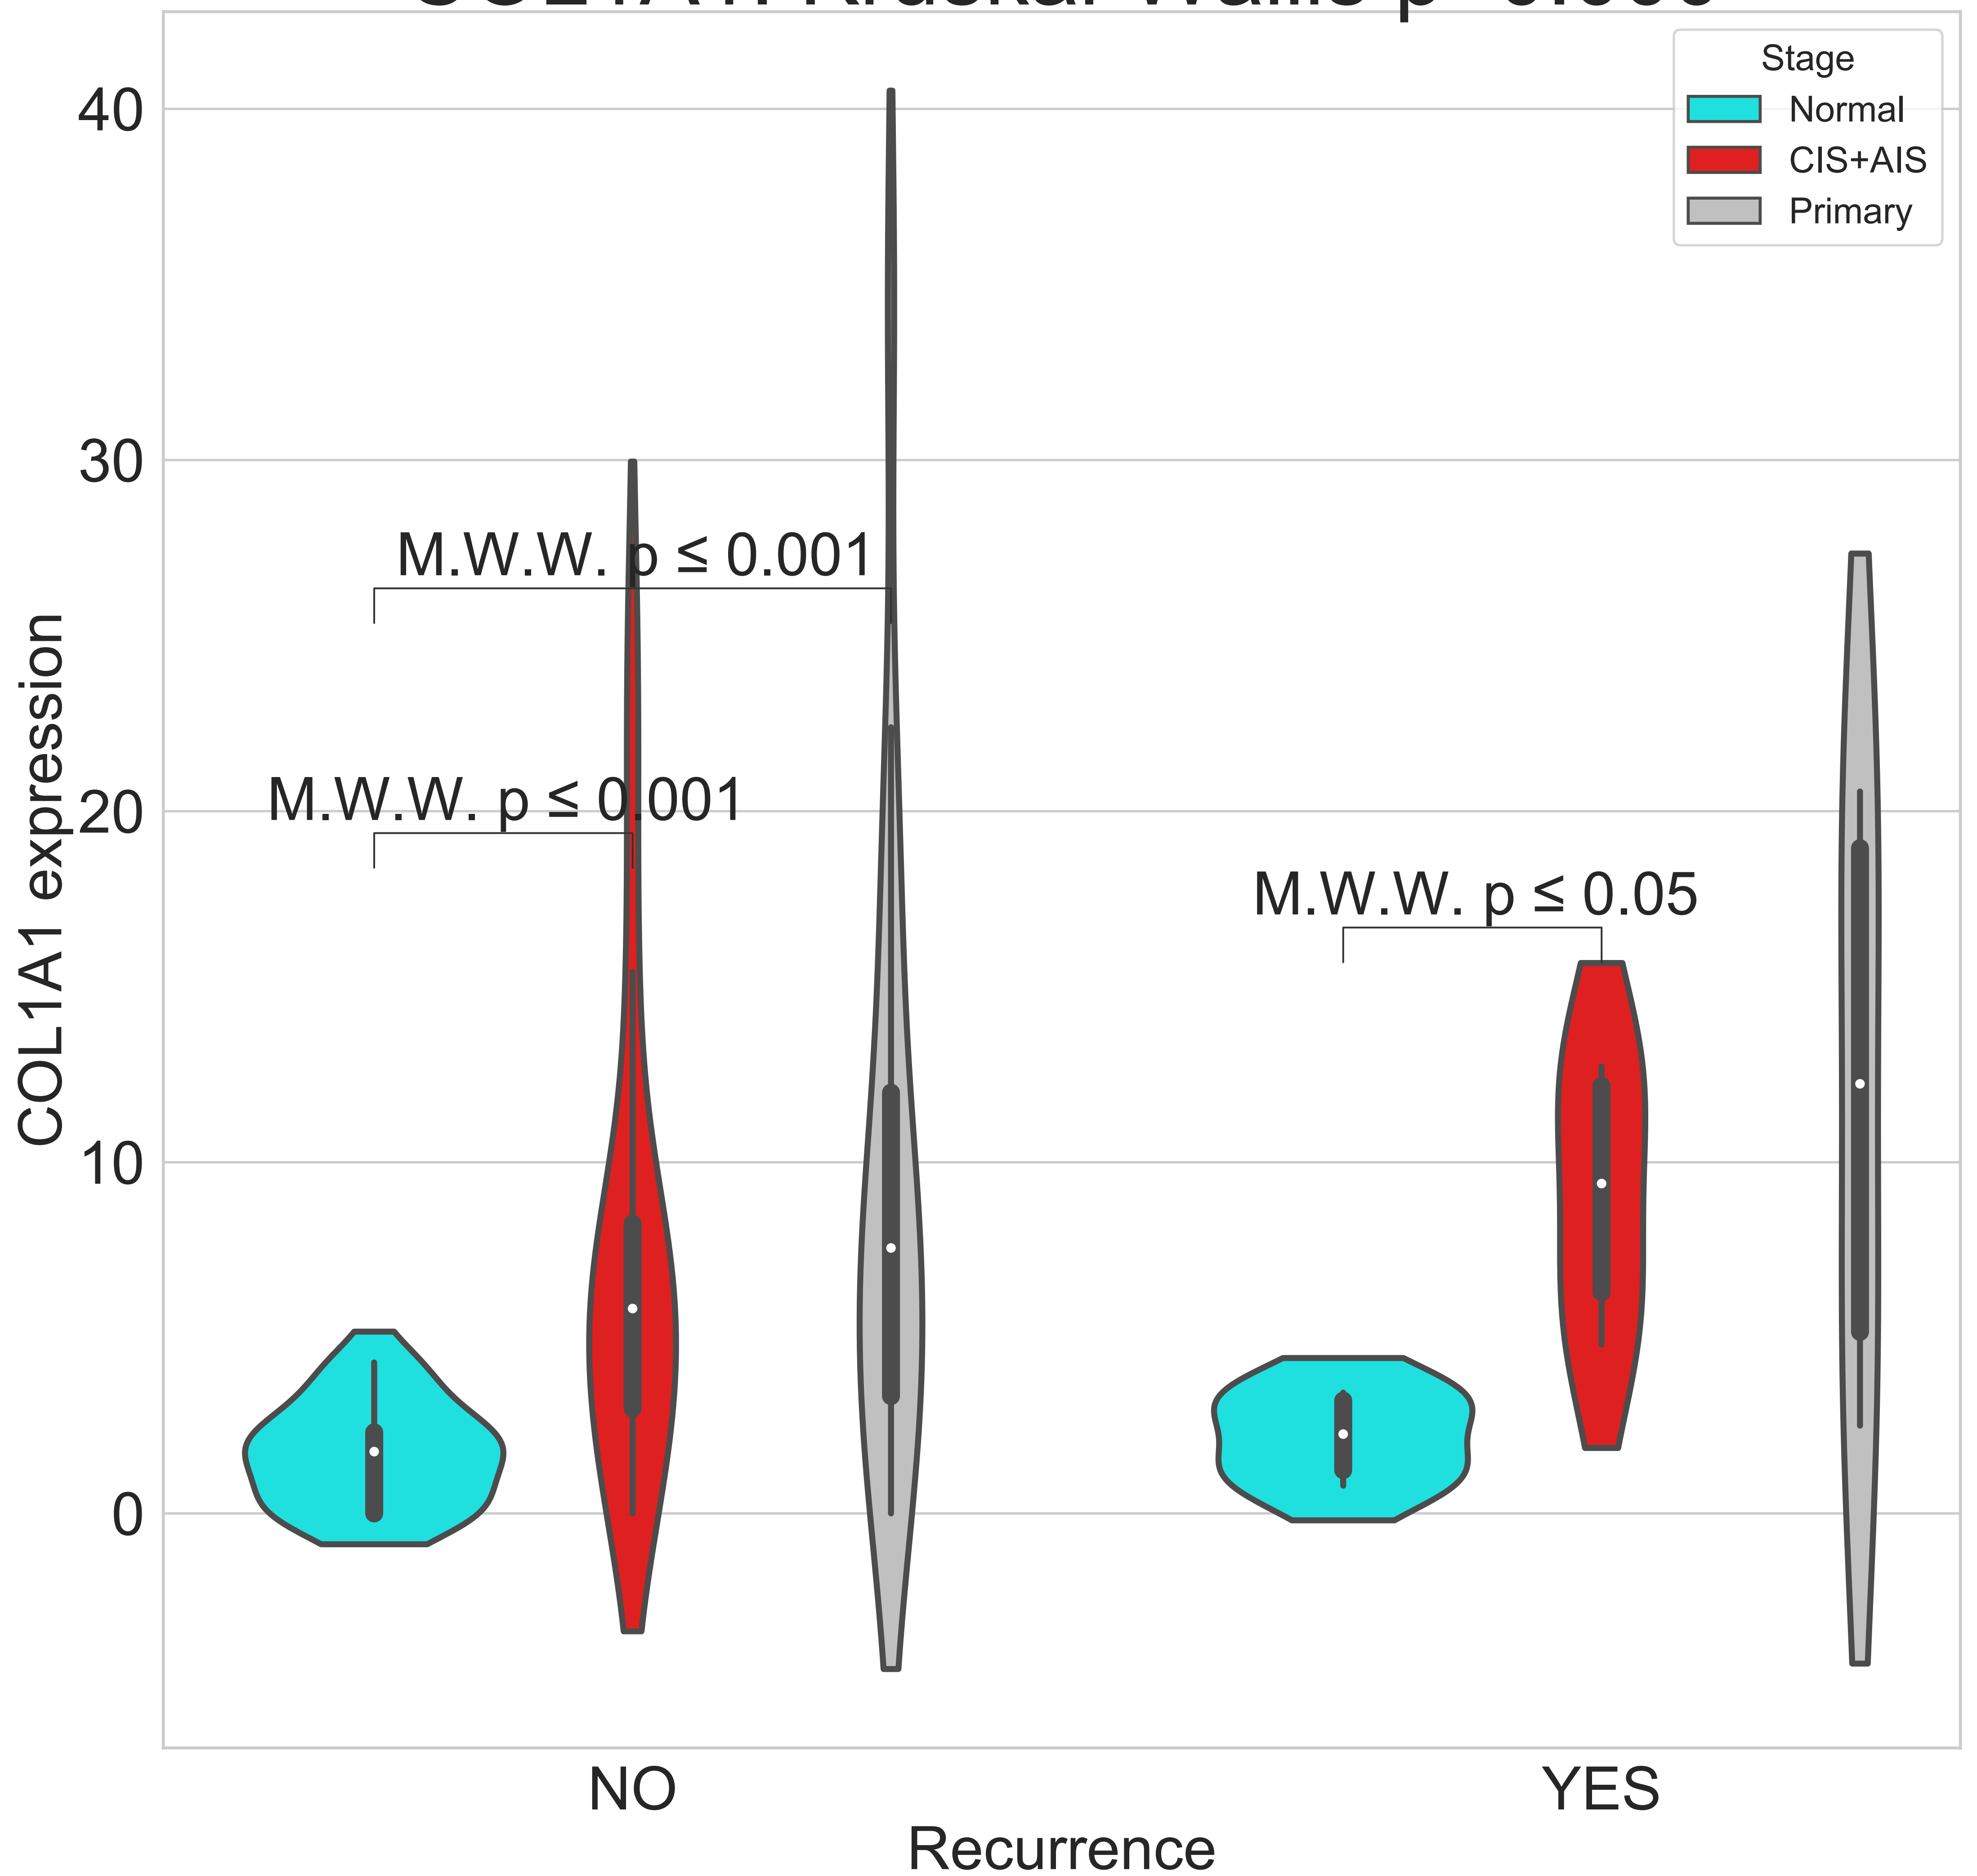 Stage
Normal
CIS+AIS
Primary
40
30
20
10
0
COL1A1 expression
M.W.W. p ≤ 0.001
M.W.W. p ≤ 0.001
M.W.W. p ≤ 0.05
NO
YES
Recurrence